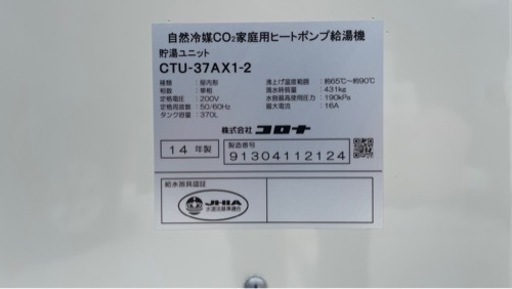 自然冷媒CO₂家庭用ヒートポンプ給湯機
貯湯ユニット
CTU-37AX1-2
種類 : 屋内形
相数 : 単相
定格電圧 : 200V
定格周波数 : 50/60Hz
タンク容量 : 370L
沸上げ温度範囲 : 約65℃~約90℃
満水時質量 : 431kg
水側最高使用圧力 : 190kPa
最大電流 : 16A
株式会社 コロナ
14 年製
製造番号
91304112124
給水器具認証
JHIA